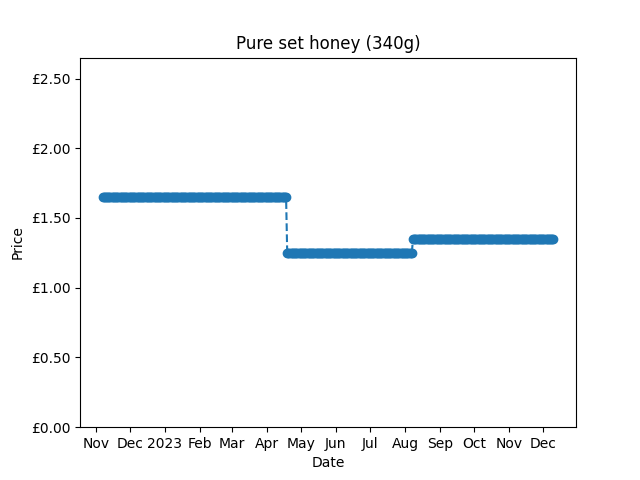 Pure set honey (340g)
£2.50
£2.00
£1.50
£1.00
£0.50
£0.00
Price
Nov Dec 2023 Feb Mar Apr May Jun Jul Aug Sep Oct Nov Dec
Date